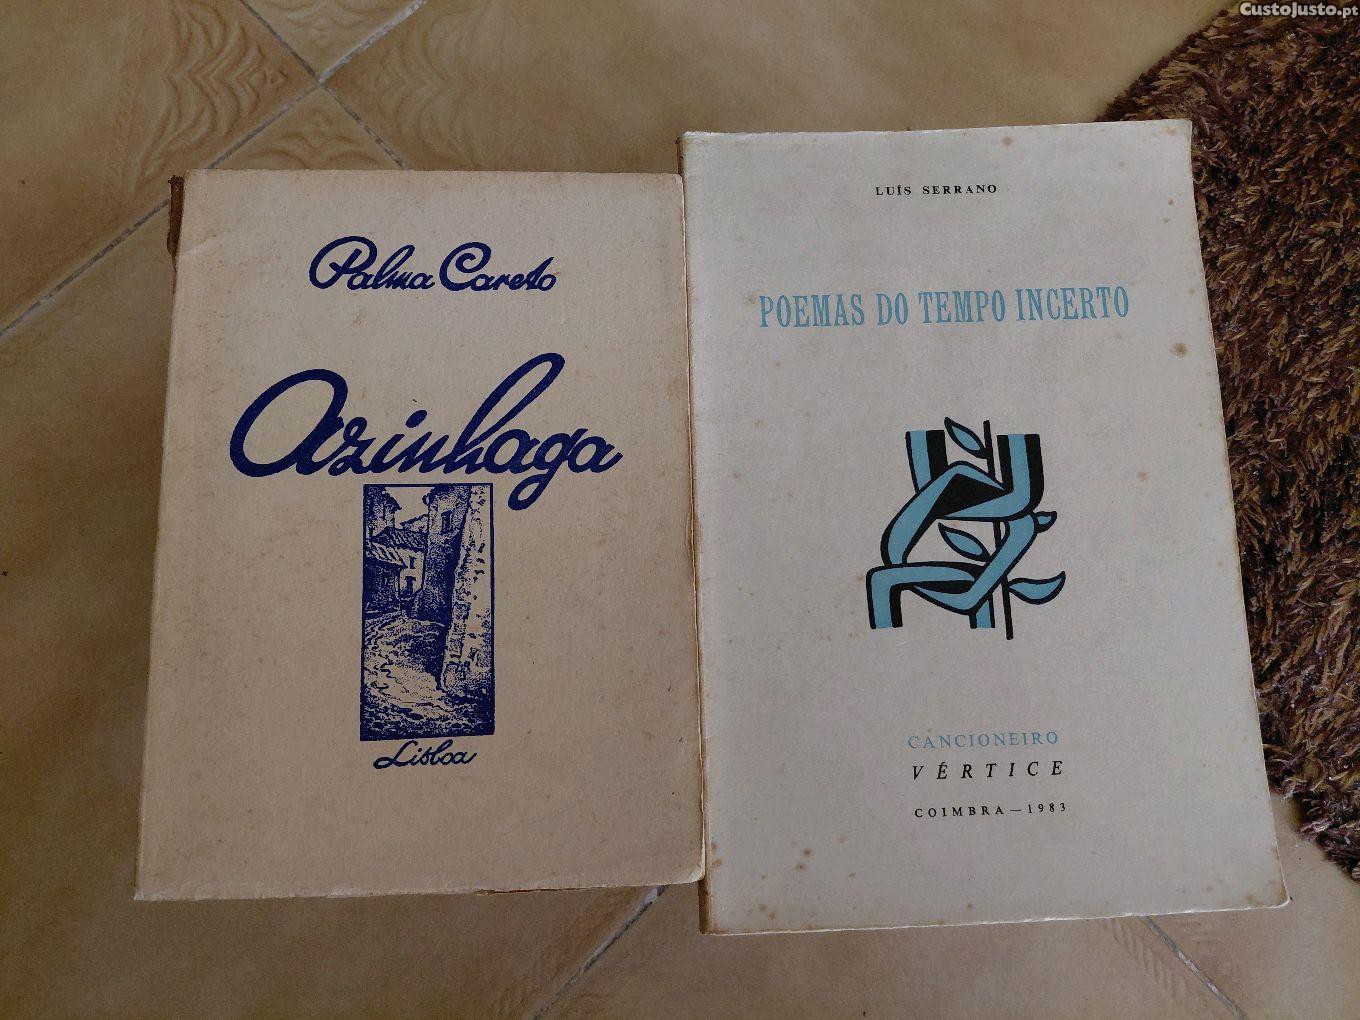 CustoJusto.pt
Palma Careto
Azinhaga
Lisboa
LUÍS SERRANO
POEMAS DO TEMPO INCERTO
CANCIONEIRO
VÉRTICE
COIMBRA — 1983